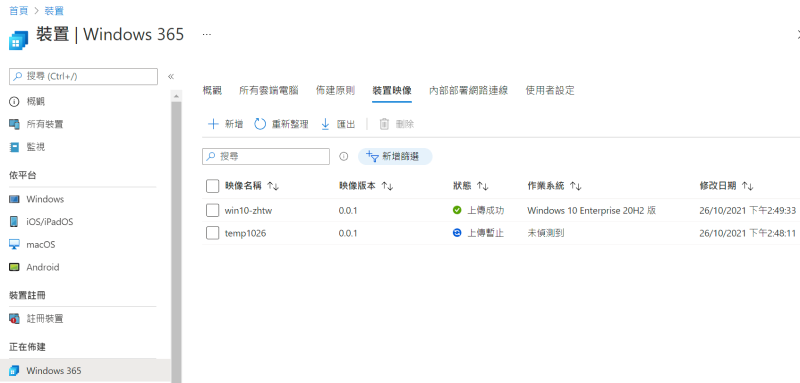 首頁 > 裝置 >
裝置 | Windows 365 ...
搜尋 (Ctrl+/)
«
概觀
所有裝置
監視
依平台
Windows
iOS/iPadOS
macOS
Android
裝置註冊
註冊裝置
正在佈建
Windows 365
概觀 所有雲端電腦 佈建原則 裝置映像 內部部署網路連線 使用者設定
新增 重新整理 匯出 刪除
搜尋 新增篩選
映像名稱 ↑↓ 映像版本 ↑↓ 狀態 ↑↓ 作業系統 ↑↓ 修改日期 ↑↓
win10-zhtw 0.0.1 上傳成功 Windows 10 Enterprise 20H2 版 26/10/2021 下午2:49:33
temp1026 0.0.1 上傳暫止 未偵測到 26/10/2021 下午2:48:11